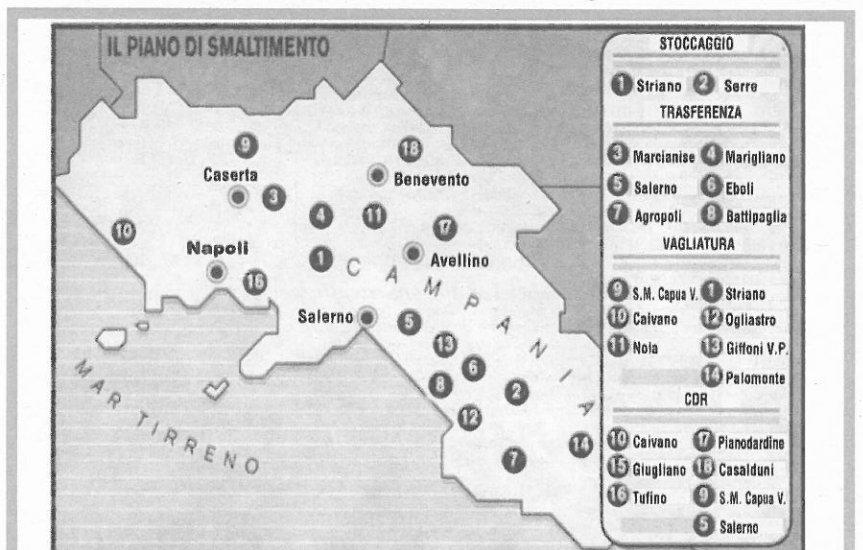 IL PIANO DI SMALTIMENTO
9
18
Caserta
Benevento
3
4
11
10
17
Napoli
1
Avellino
16
CAMPANIA
Salerno
5
13
6
8
2
12
14
7
MAR TIRRENO
STOCCAGGIO
1 Striano 2 Serre
TRASFERENZA
3 Marcianise 4 Marigliano
5 Salerno 6 Eboli
7 Agropoli 8 Battipaglia
VAGLIATURA
9 S.M. Capua V. 1 Striano
10 Caivano 12 Ogliastro
11 Nola 13 Giffoni V.P.
14 Palomonte
CDR
10 Caivano 17 Pianodardine
15 Giugliano 18 Casalduni
16 Tufino 9 S.M. Capua V.
5 Salerno